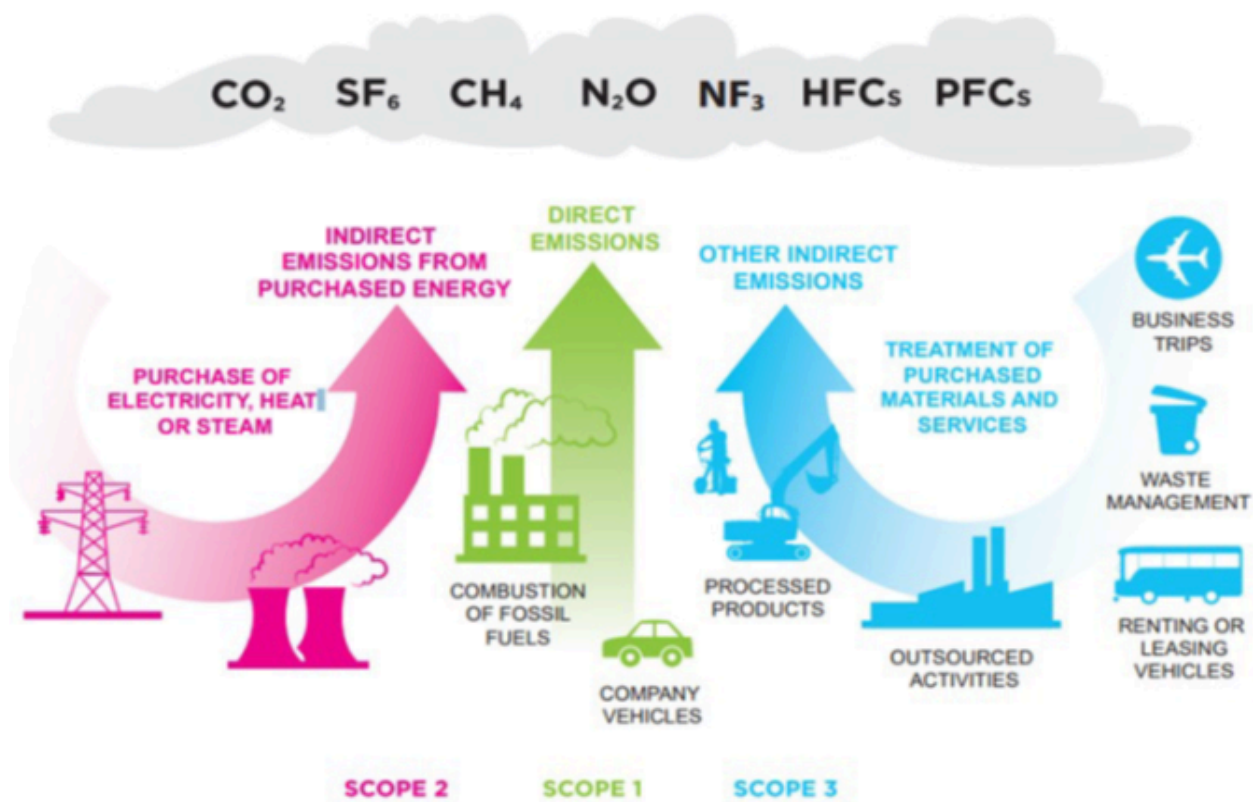 CO₂ SF₆ CH₄ N₂O NF₃ HFCs PFCs
INDIRECT
EMISSIONS FROM
PURCHASED ENERGY
PURCHASE OF
ELECTRICITY, HEAT
OR STEAM
DIRECT
EMISSIONS
COMBUSTION
OF FOSSIL
FUELS
COMPANY
VEHICLES
OTHER INDIRECT
EMISSIONS
TREATMENT OF
PURCHASED
MATERIALS AND
SERVICES
PROCESSED
PRODUCTS
OUTSOURCED
ACTIVITIES
BUSINESS
TRIPS
WASTE
MANAGEMENT
RENTING OR
LEASING
VEHICLES
SCOPE 2 SCOPE 1 SCOPE 3